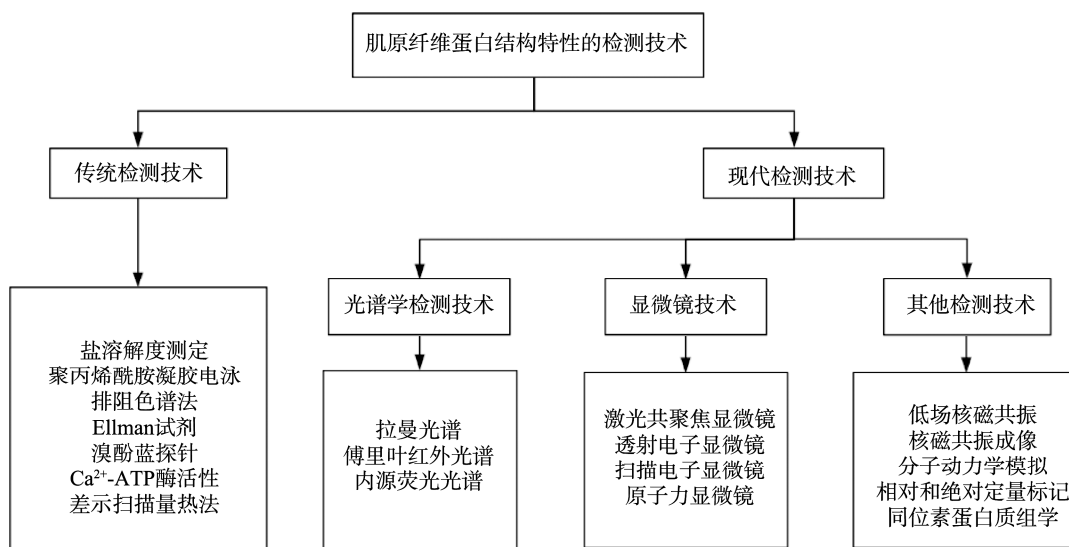 肌原纤维蛋白结构特性的检测技术
传统检测技术
现代检测技术
光谱学检测技术
显微镜技术
其他检测技术
盐溶解度测定
聚丙烯酰胺凝胶电泳
排阻色谱法
Ellman试剂
溴酚蓝探针
Ca²⁺-ATP酶活性
差示扫描量热法
拉曼光谱
傅里叶红外光谱
内源荧光光谱
激光共聚焦显微镜
透射电子显微镜
扫描电子显微镜
原子力显微镜
低场核磁共振
核磁共振成像
分子动力学模拟
相对和绝对定量标记
同位素蛋白质组学